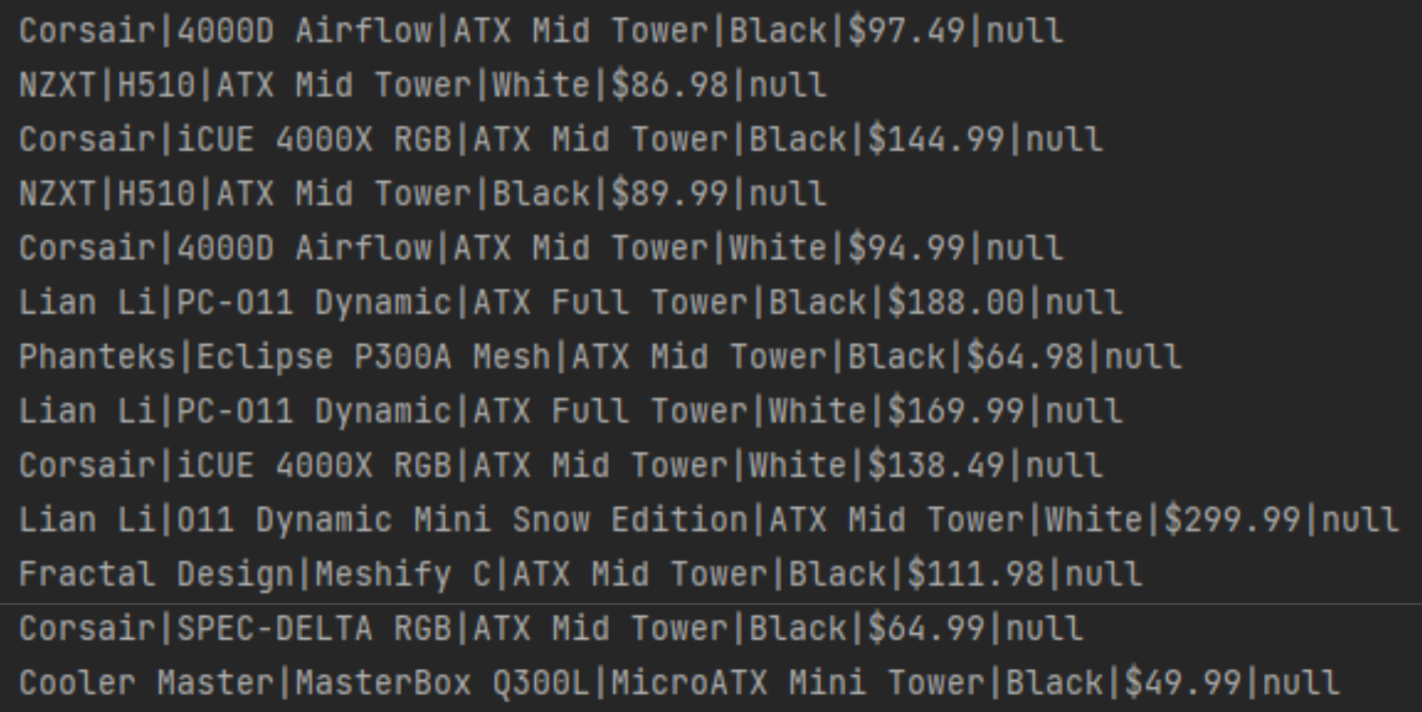 Corsair|4000D Airflow|ATX Mid Tower|Black|$97.49|null
NZXT|H510|ATX Mid Tower|White|$86.98|null
Corsair|iCUE 4000X RGB|ATX Mid Tower|Black|$144.99|null
NZXT|H510|ATX Mid Tower|Black|$89.99|null
Corsair|4000D Airflow|ATX Mid Tower|White|$94.99|null
Lian Li|PC-O11 Dynamic|ATX Full Tower|Black|$188.00|null
Phanteks|Eclipse P300A Mesh|ATX Mid Tower|Black|$64.98|null
Lian Li|PC-O11 Dynamic|ATX Full Tower|White|$169.99|null
Corsair|iCUE 4000X RGB|ATX Mid Tower|White|$138.49|null
Lian Li|O11 Dynamic Mini Snow Edition|ATX Mid Tower|White|$299.99|null
Fractal Design|Meshify C|ATX Mid Tower|Black|$111.98|null
Corsair|SPEC-DELTA RGB|ATX Mid Tower|Black|$64.99|null
Cooler Master|MasterBox Q300L|MicroATX Mini Tower|Black|$49.99|null